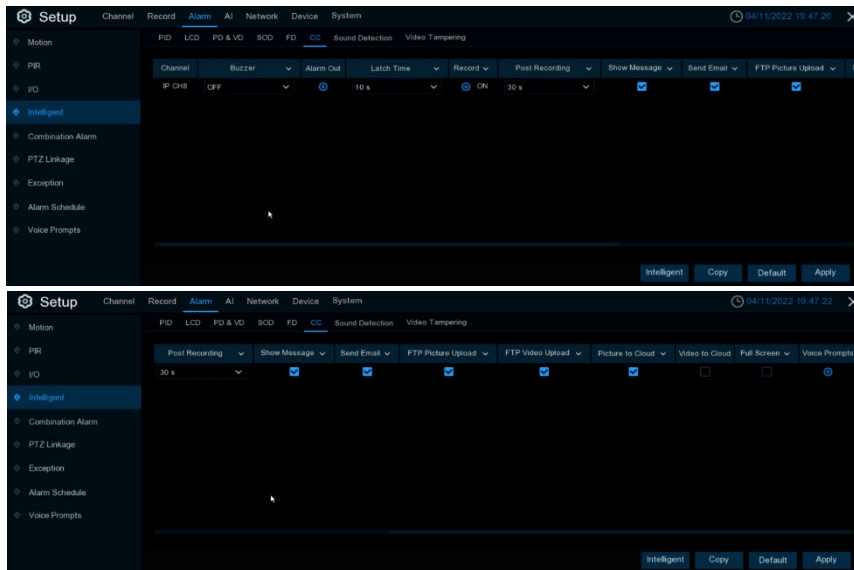 Setup Channel Record Alarm AI Network Device System 04/11/2022 19:47:20
Motion PID LCD PD & VD SOD FD CC Sound Detection Video Tampering
PIR Channel Buzzer Alarm Out Latch Time Record Post Recording Show Message Send Email FTP Picture Upload
I/O IP CH8 OFF 10 s ON 30 s
Intelligent
Combination Alarm
PTZ Linkage
Exception
Alarm Schedule
Voice Prompts
Intelligent Copy Default Apply
Setup Channel Record Alarm AI Network Device System 04/11/2022 19:47:22
Motion PID LCD PD & VD SOD FD CC Sound Detection Video Tampering
PIR Post Recording Show Message Send Email FTP Picture Upload FTP Video Upload Picture to Cloud Video to Cloud Full Screen Voice Prompts
I/O 30 s
Intelligent
Combination Alarm
PTZ Linkage
Exception
Alarm Schedule
Voice Prompts
Intelligent Copy Default Apply